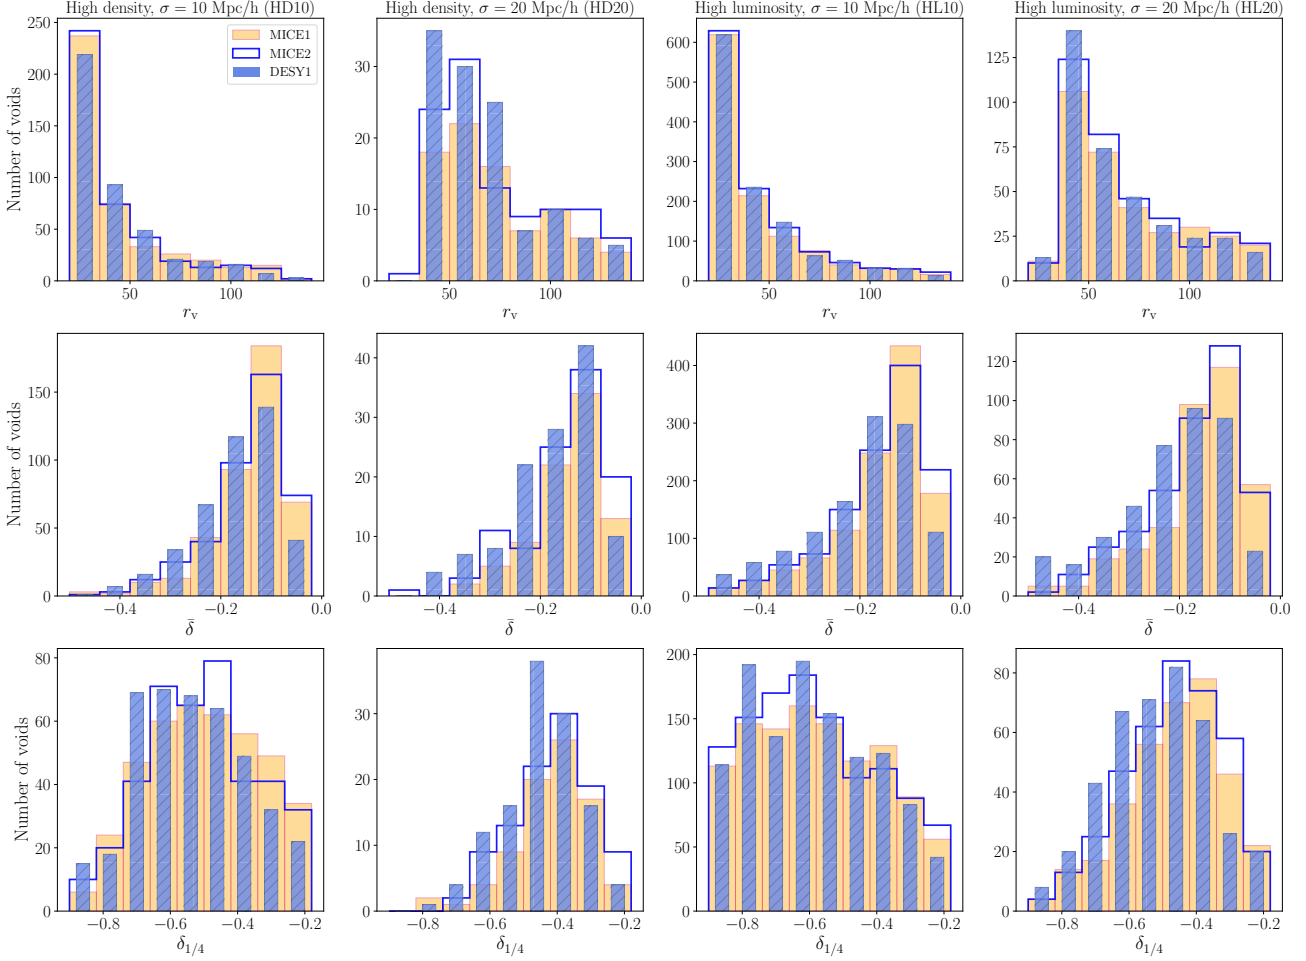 High density, σ = 10 Mpc/h (HD10)
High density, σ = 20 Mpc/h (HD20)
High luminosity, σ = 10 Mpc/h (HL10)
High luminosity, σ = 20 Mpc/h (HL20)
MICE1
MICE2
DESY1
Number of voids
250
200
150
100
50
0
30
20
10
0
600
500
400
300
200
100
0
125
100
75
50
25
0
50 100
50 100
50 100
50 100
r_v
r_v
r_v
r_v
Number of voids
150
100
50
0
40
30
20
10
0
400
300
200
100
0
120
100
80
60
40
20
0
−0.4 −0.2 0.0
−0.4 −0.2 0.0
−0.4 −0.2 0.0
−0.4 −0.2 0.0
δ̄
δ̄
δ̄
δ̄
Number of voids
80
60
40
20
0
30
20
10
0
200
150
100
50
0
80
60
40
20
0
−0.8 −0.6 −0.4 −0.2
−0.8 −0.6 −0.4 −0.2
−0.8 −0.6 −0.4 −0.2
−0.8 −0.6 −0.4 −0.2
δ_{1/4}
δ_{1/4}
δ_{1/4}
δ_{1/4}